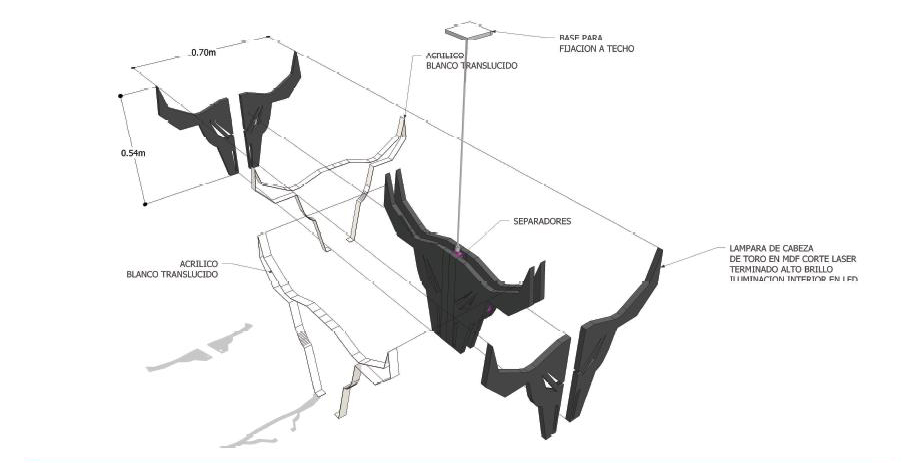 BASE PARA
FIJACION A TECHO
0.70m
ACRILICO
BLANCO TRANSLUCIDO
0.54m
SEPARADORES
LAMPARA DE CABEZA
DE TORO EN MDF CORTE LASER
TERMINADO ALTO BRILLO
ILUMINACION INTERIOR EN LED
ACRILICO
BLANCO TRANSLUCIDO